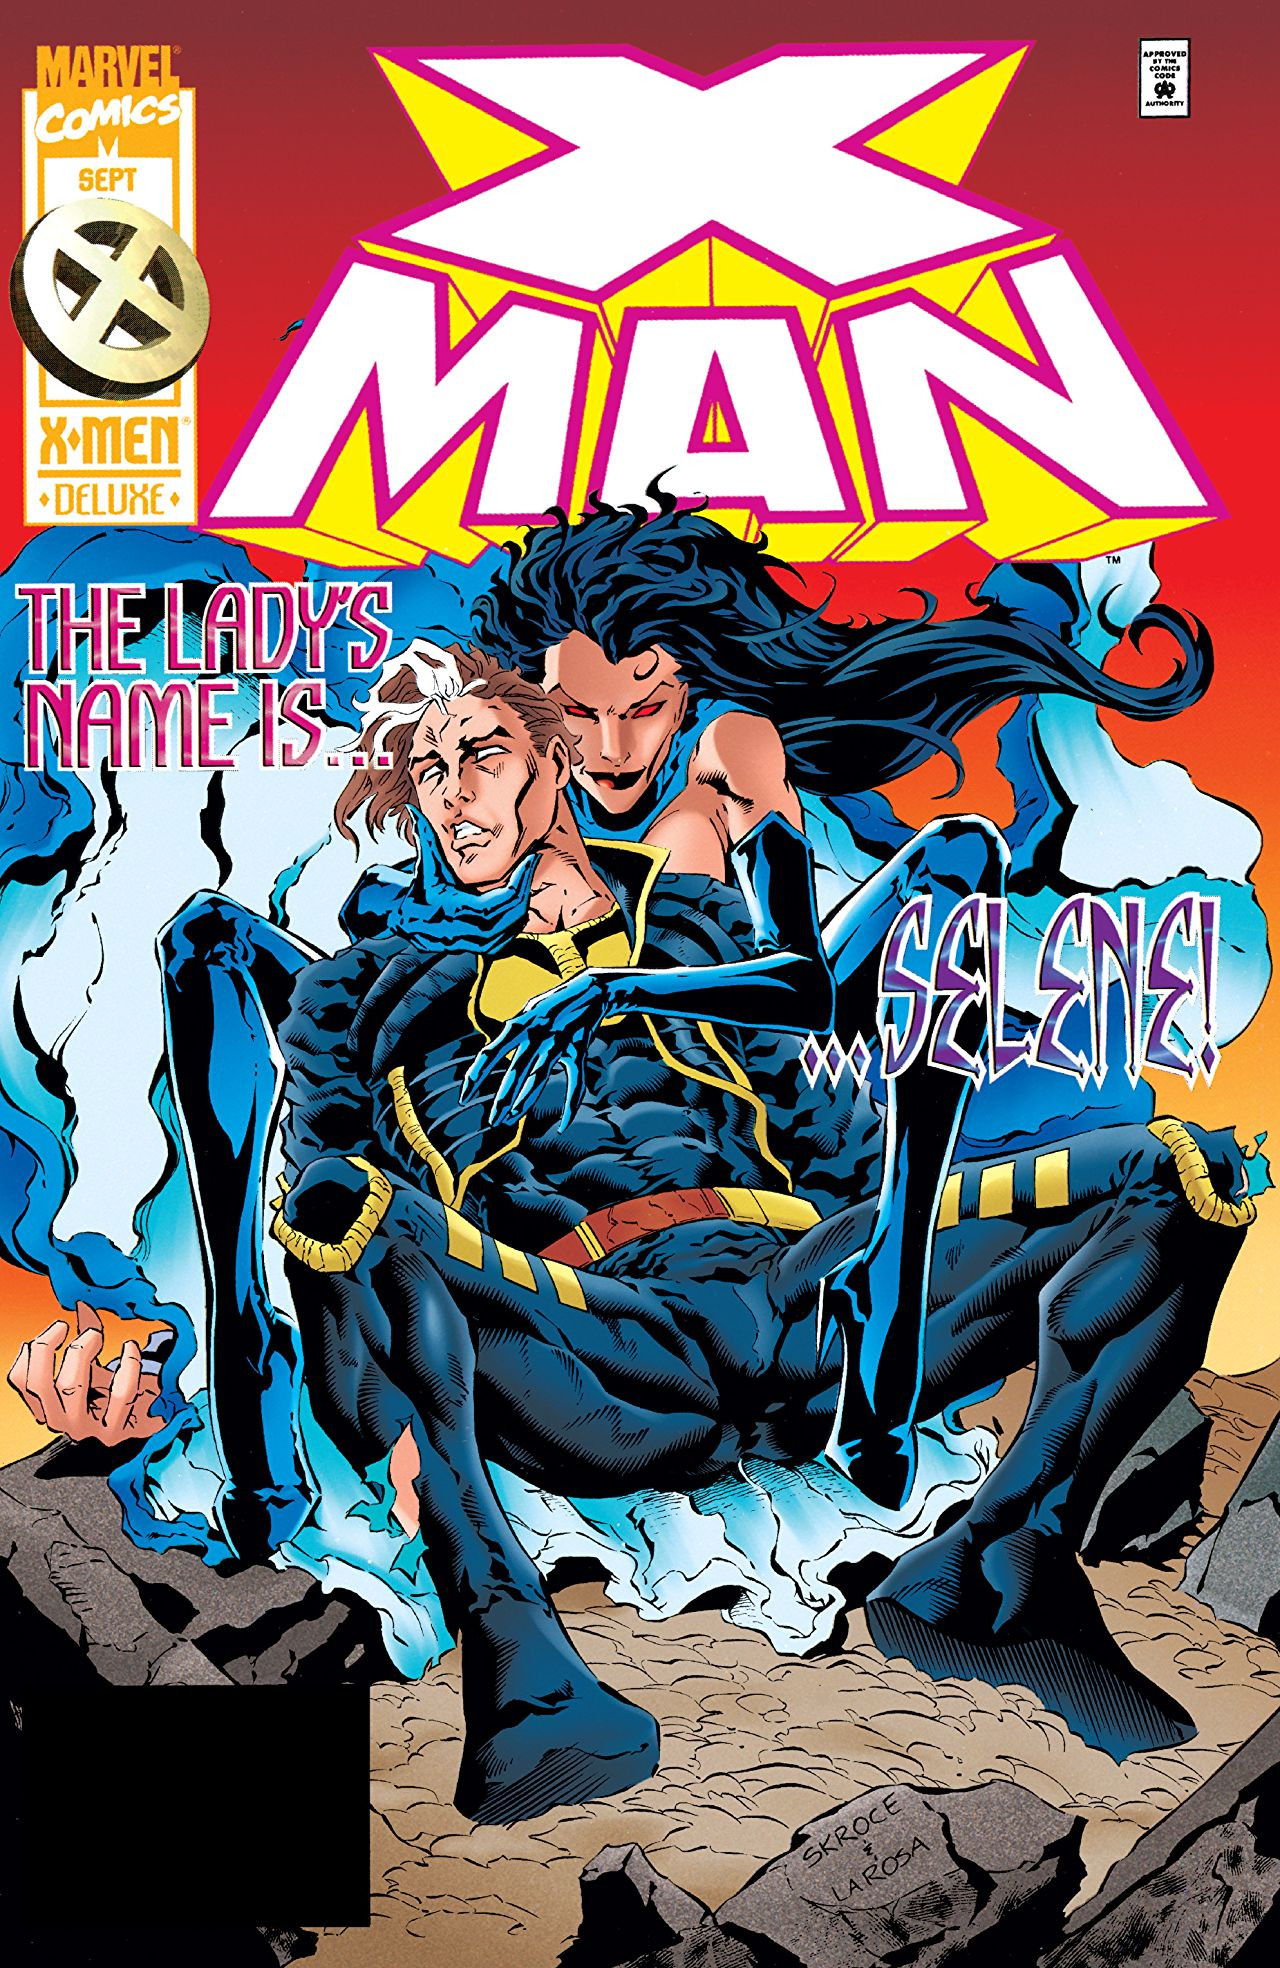 MARVEL®
COMICS
SEPT
X•MEN®
•DELUXE•
X
MAN
™
APPROVED
BY THE
COMICS
CODE
CA
AUTHORITY
THE LADY'S
NAME IS...
...SELENE!
SKROCE
&
LAROSA